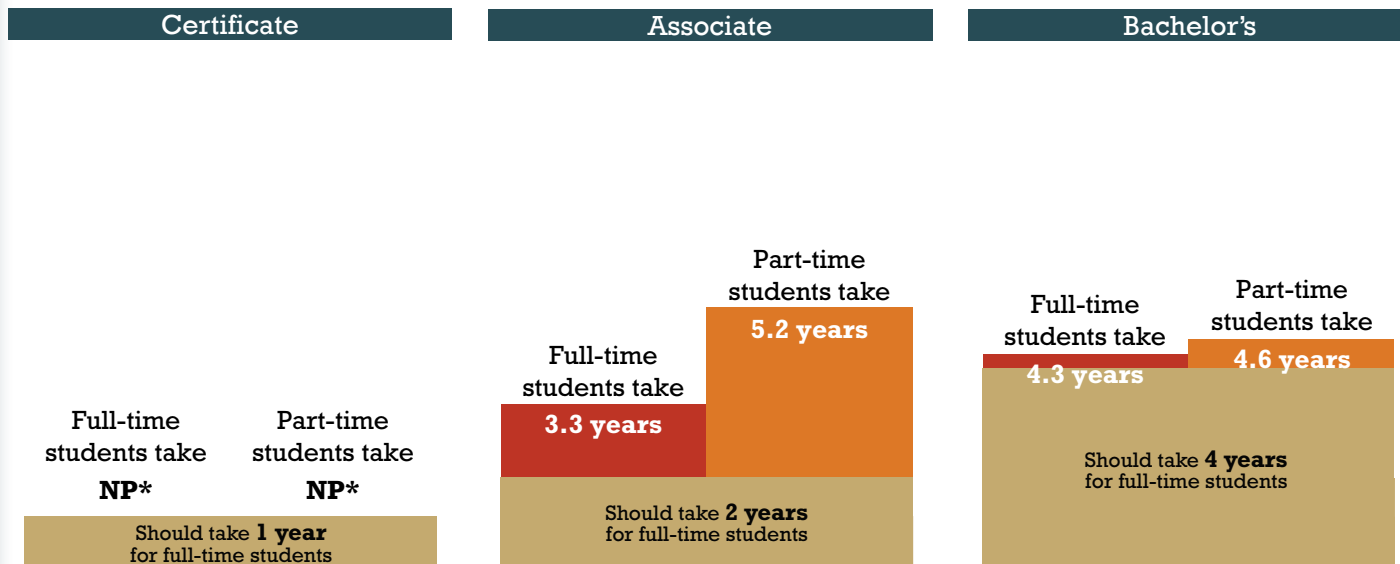 Certificate
Full-time
students take
NP*
Part-time
students take
NP*
Should take 1 year
for full-time students
Associate
Full-time
students take
3.3 years
Part-time
students take
5.2 years
Should take 2 years
for full-time students
Bachelor’s
Full-time
students take
4.3 years
Part-time
students take
4.6 years
Should take 4 years
for full-time students